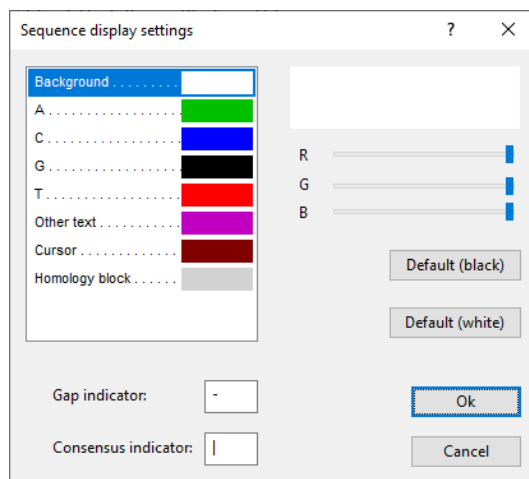 Sequence display settings ?
Background . . . . . . . . .
A . . . . . . . . . . . . . . . . . .
C . . . . . . . . . . . . . . . . . .
G . . . . . . . . . . . . . . . . . .
T . . . . . . . . . . . . . . . . . .
Other text . . . . . . . . . . .
Cursor . . . . . . . . . . . . .
Homology block . . . . . .
R
G
B
Default (black)
Default (white)
Gap indicator: -
Consensus indicator: |
Ok
Cancel